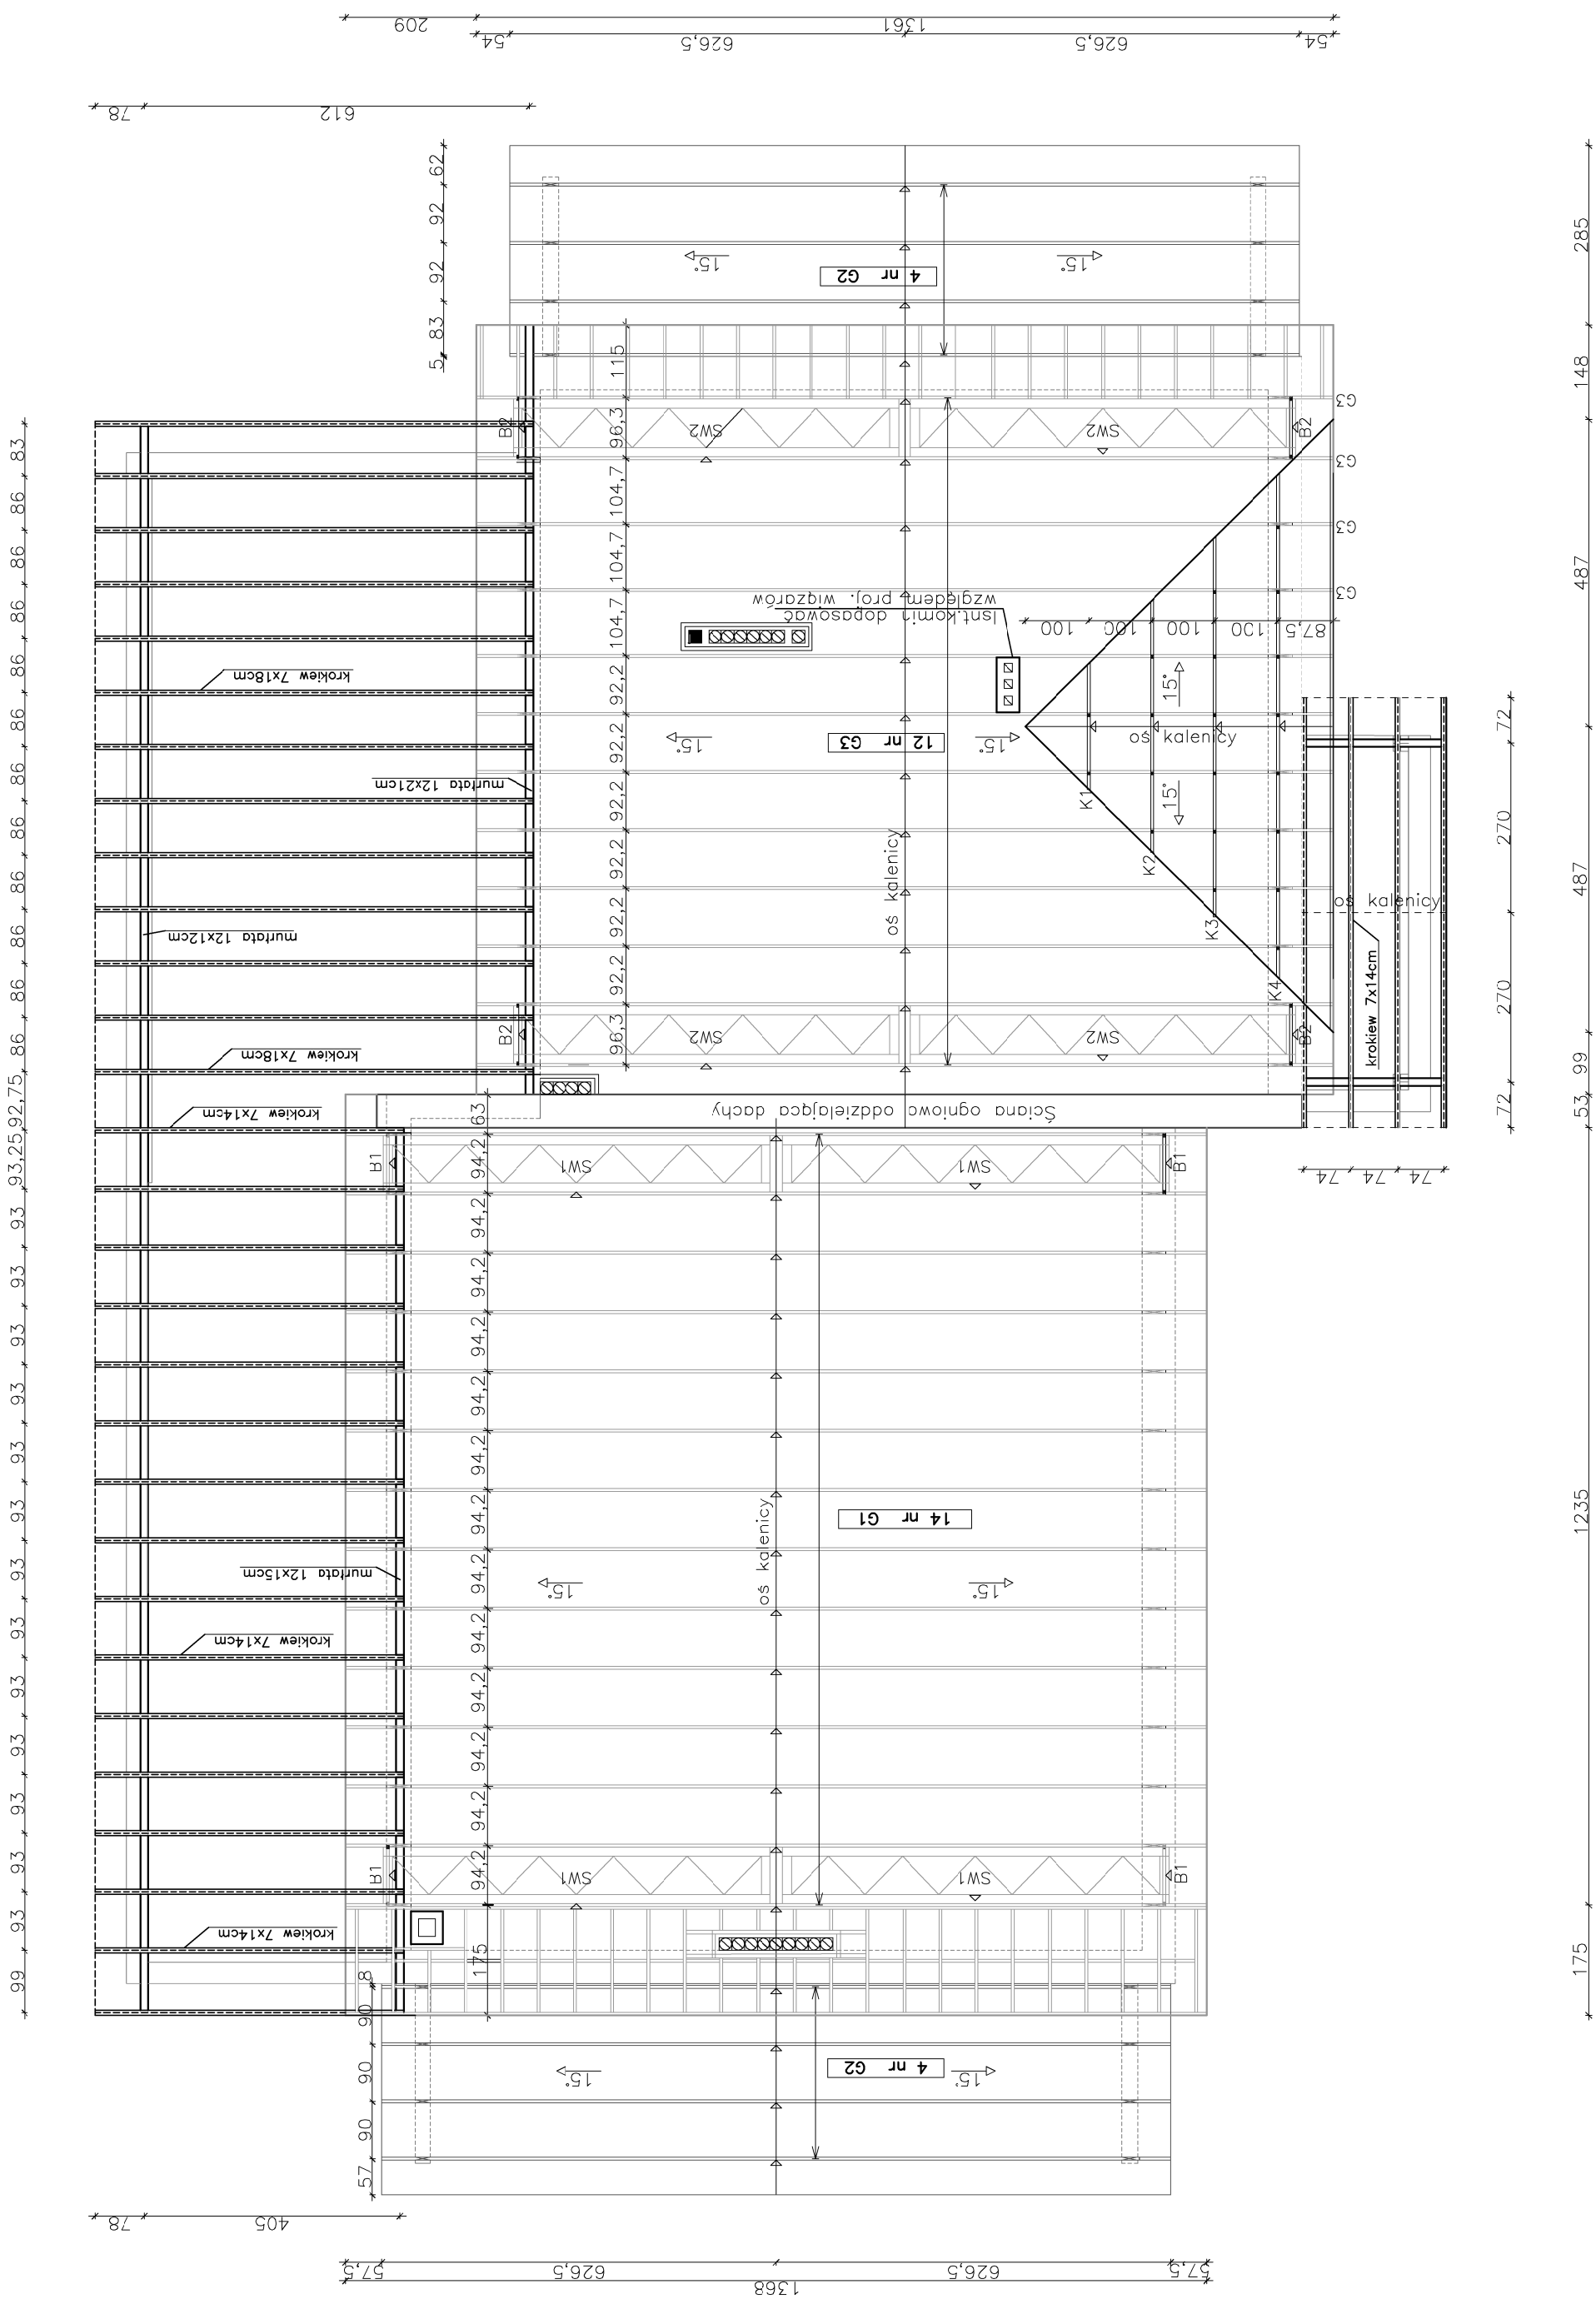 209
1361
54
626,5
626,5
54
78
612
62
92
92
83
5
15°
15°
4 nr G2
285
148
487
487
99
53
1235
175
115
96,3
104,7
104,7
104,7
92,2
92,2
92,2
92,2
92,2
92,2
96,3
B2
SW2
SW2
B2
G3
G3
G3
G3
83
86
86
86
86
86
86
86
86
86
86
86
86
92,75
93,25
93
93
93
93
93
93
93
93
93
93
93
93
93
66
Isnt.komin dopasować
względem proj. wiązarów
100
100
100
100
87,5
krokiew 7x18cm
15°
12 nr G3
15°
15°
oś kalenicy
15°
murłata 12x21cm
K1
K2
K3
K4
oś kalenicy
murłata 12x12cm
oś kalenicy
krokiew 7x14cm
72
270
270
72
B2
SW2
SW2
B2
krokiew 7x18cm
krokiew 7x14cm
Ściana ogniowa oddzielająca dachy
74
74
74
63
94,2
94,2
94,2
94,2
94,2
94,2
94,2
94,2
94,2
94,2
94,2
94,2
94,2
175
B1
SW1
SW1
B1
oś kalenicy
14 nr G1
murłata 12x15cm
15°
15°
krokiew 7x14cm
B1
SW1
SW1
B1
krokiew 7x14cm
8
90
90
90
57
15°
4 nr G2
15°
78
405
57,5
626,5
626,5
57,5
1368